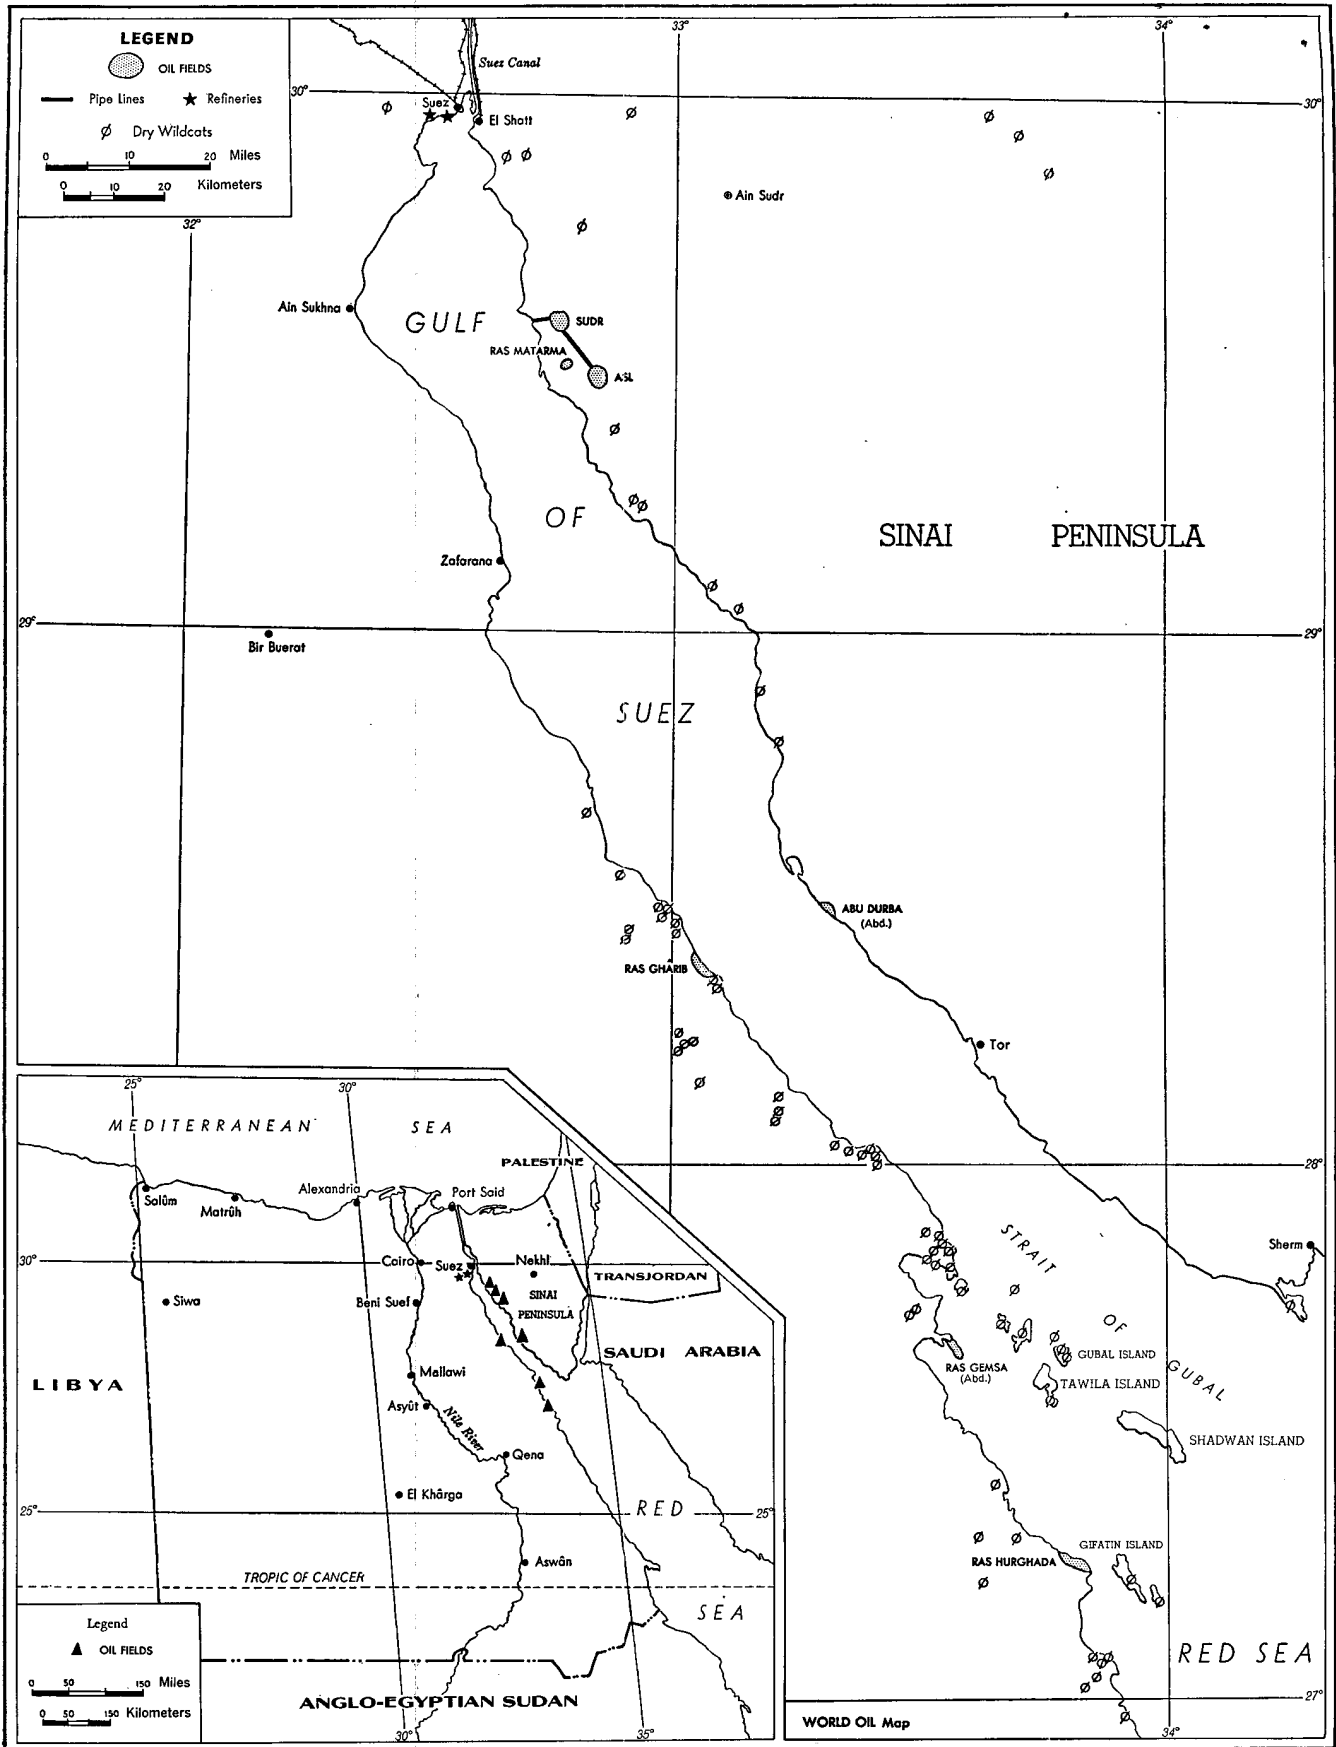 LEGEND
OIL FIELDS
Pipe Lines
Refineries
Dry Wildcats
0 10 20 Miles
0 10 20 Kilometers
33°
34°
30°
30°
32°
Suez Canal
Suez
El Shatt
Ain Sudr
Ain Sukhna
GULF
SUDR
RAS MATARMA
ASL
OF
SINAI PENINSULA
Zafarana
29°
29°
Bir Buerat
SUEZ
ABU DURBA
(Abd.)
RAS GHARIB
Tor
28°
STRAIT
OF
GUBAL
Sherm
RAS GEMSA
(Abd.)
GUBAL ISLAND
TAWILA ISLAND
SHADWAN ISLAND
RAS HURGHADA
GIFATIN ISLAND
RED SEA
27°
34°
WORLD OIL Map
25°
30°
MEDITERRANEAN SEA
PALESTINE
Salûm
Matrûh
Alexandria
Port Said
30°
Cairo
Suez
Nekhl
TRANSJORDAN
Siwa
Beni Suef
SINAI
PENINSULA
SAUDI ARABIA
LIBYA
Mallawi
Asyût
Nile River
Qena
El Khârga
RED
25°
25°
Aswân
TROPIC OF CANCER
SEA
Legend
OIL FIELDS
0 50 150 Miles
0 50 150 Kilometers
ANGLO-EGYPTIAN SUDAN
30°
35°